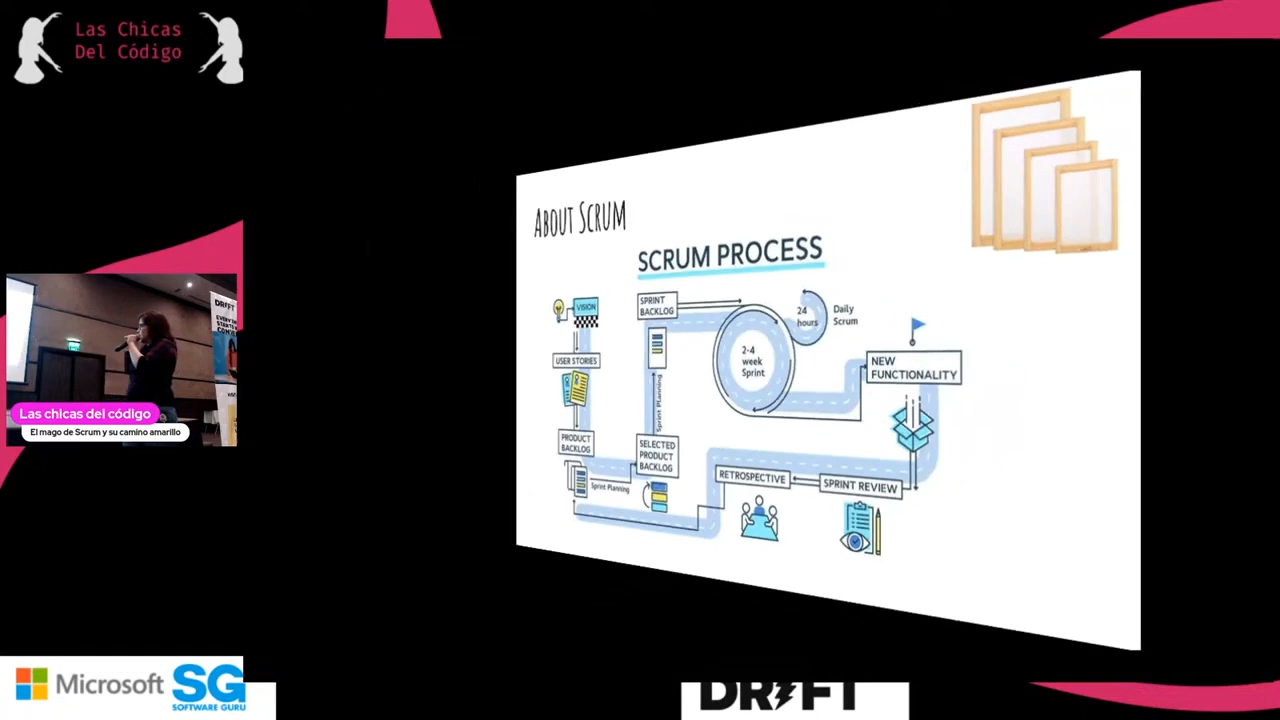 Las Chicas
Del Código
ABOUT SCRUM
SCRUM PROCESS
VISION
USER STORIES
PRODUCT
BACKLOG
Sprint Planning
SELECTED
PRODUCT
BACKLOG
Sprint Planning
SPRINT
BACKLOG
2-4
week
Sprint
24
hours
Daily
Scrum
NEW
FUNCTIONALITY
SPRINT REVIEW
RETROSPECTIVE
DRIFT
Las chicas del código
El mago de Scrum y su camino amarillo
Microsoft
SG
SOFTWARE GURU
DRIFT